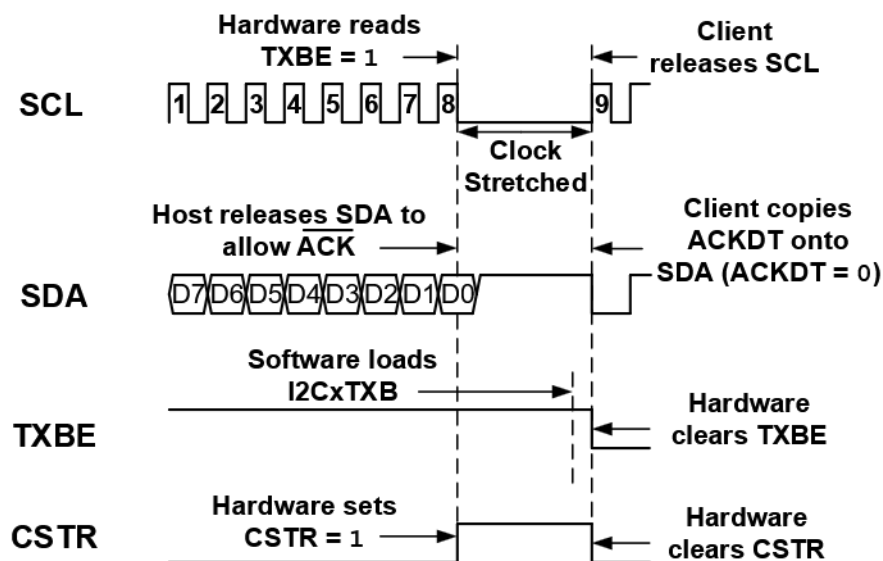 Hardware reads
TXBE = 1
Client
releases SCL
SCL
1 2 3 4 5 6 7 8 9
Clock
Stretched
Host releases SDA to
allow ACK
Client copies
ACKDT onto
SDA (ACKDT = 0)
SDA
D7 D6 D5 D4 D3 D2 D1 D0
Software loads
I2CxTXB
TXBE
Hardware
clears TXBE
Hardware sets
CSTR = 1
CSTR
Hardware
clears CSTR